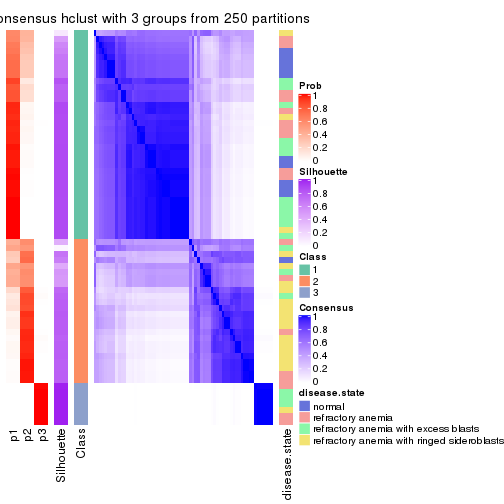 onsensus hclust with 3 groups from 250 partitions
Prob
1
0.8
0.6
0.4
0.2
0
Silhouette
1
0.8
0.6
0.4
0.2
0
Class
1
2
3
Consensus
1
0.8
0.6
0.4
0.2
0
disease.state
normal
refractory anemia
refractory anemia with excess blasts
refractory anemia with ringed sideroblasts
p1
p2
p3
Silhouette
Class
disease.state